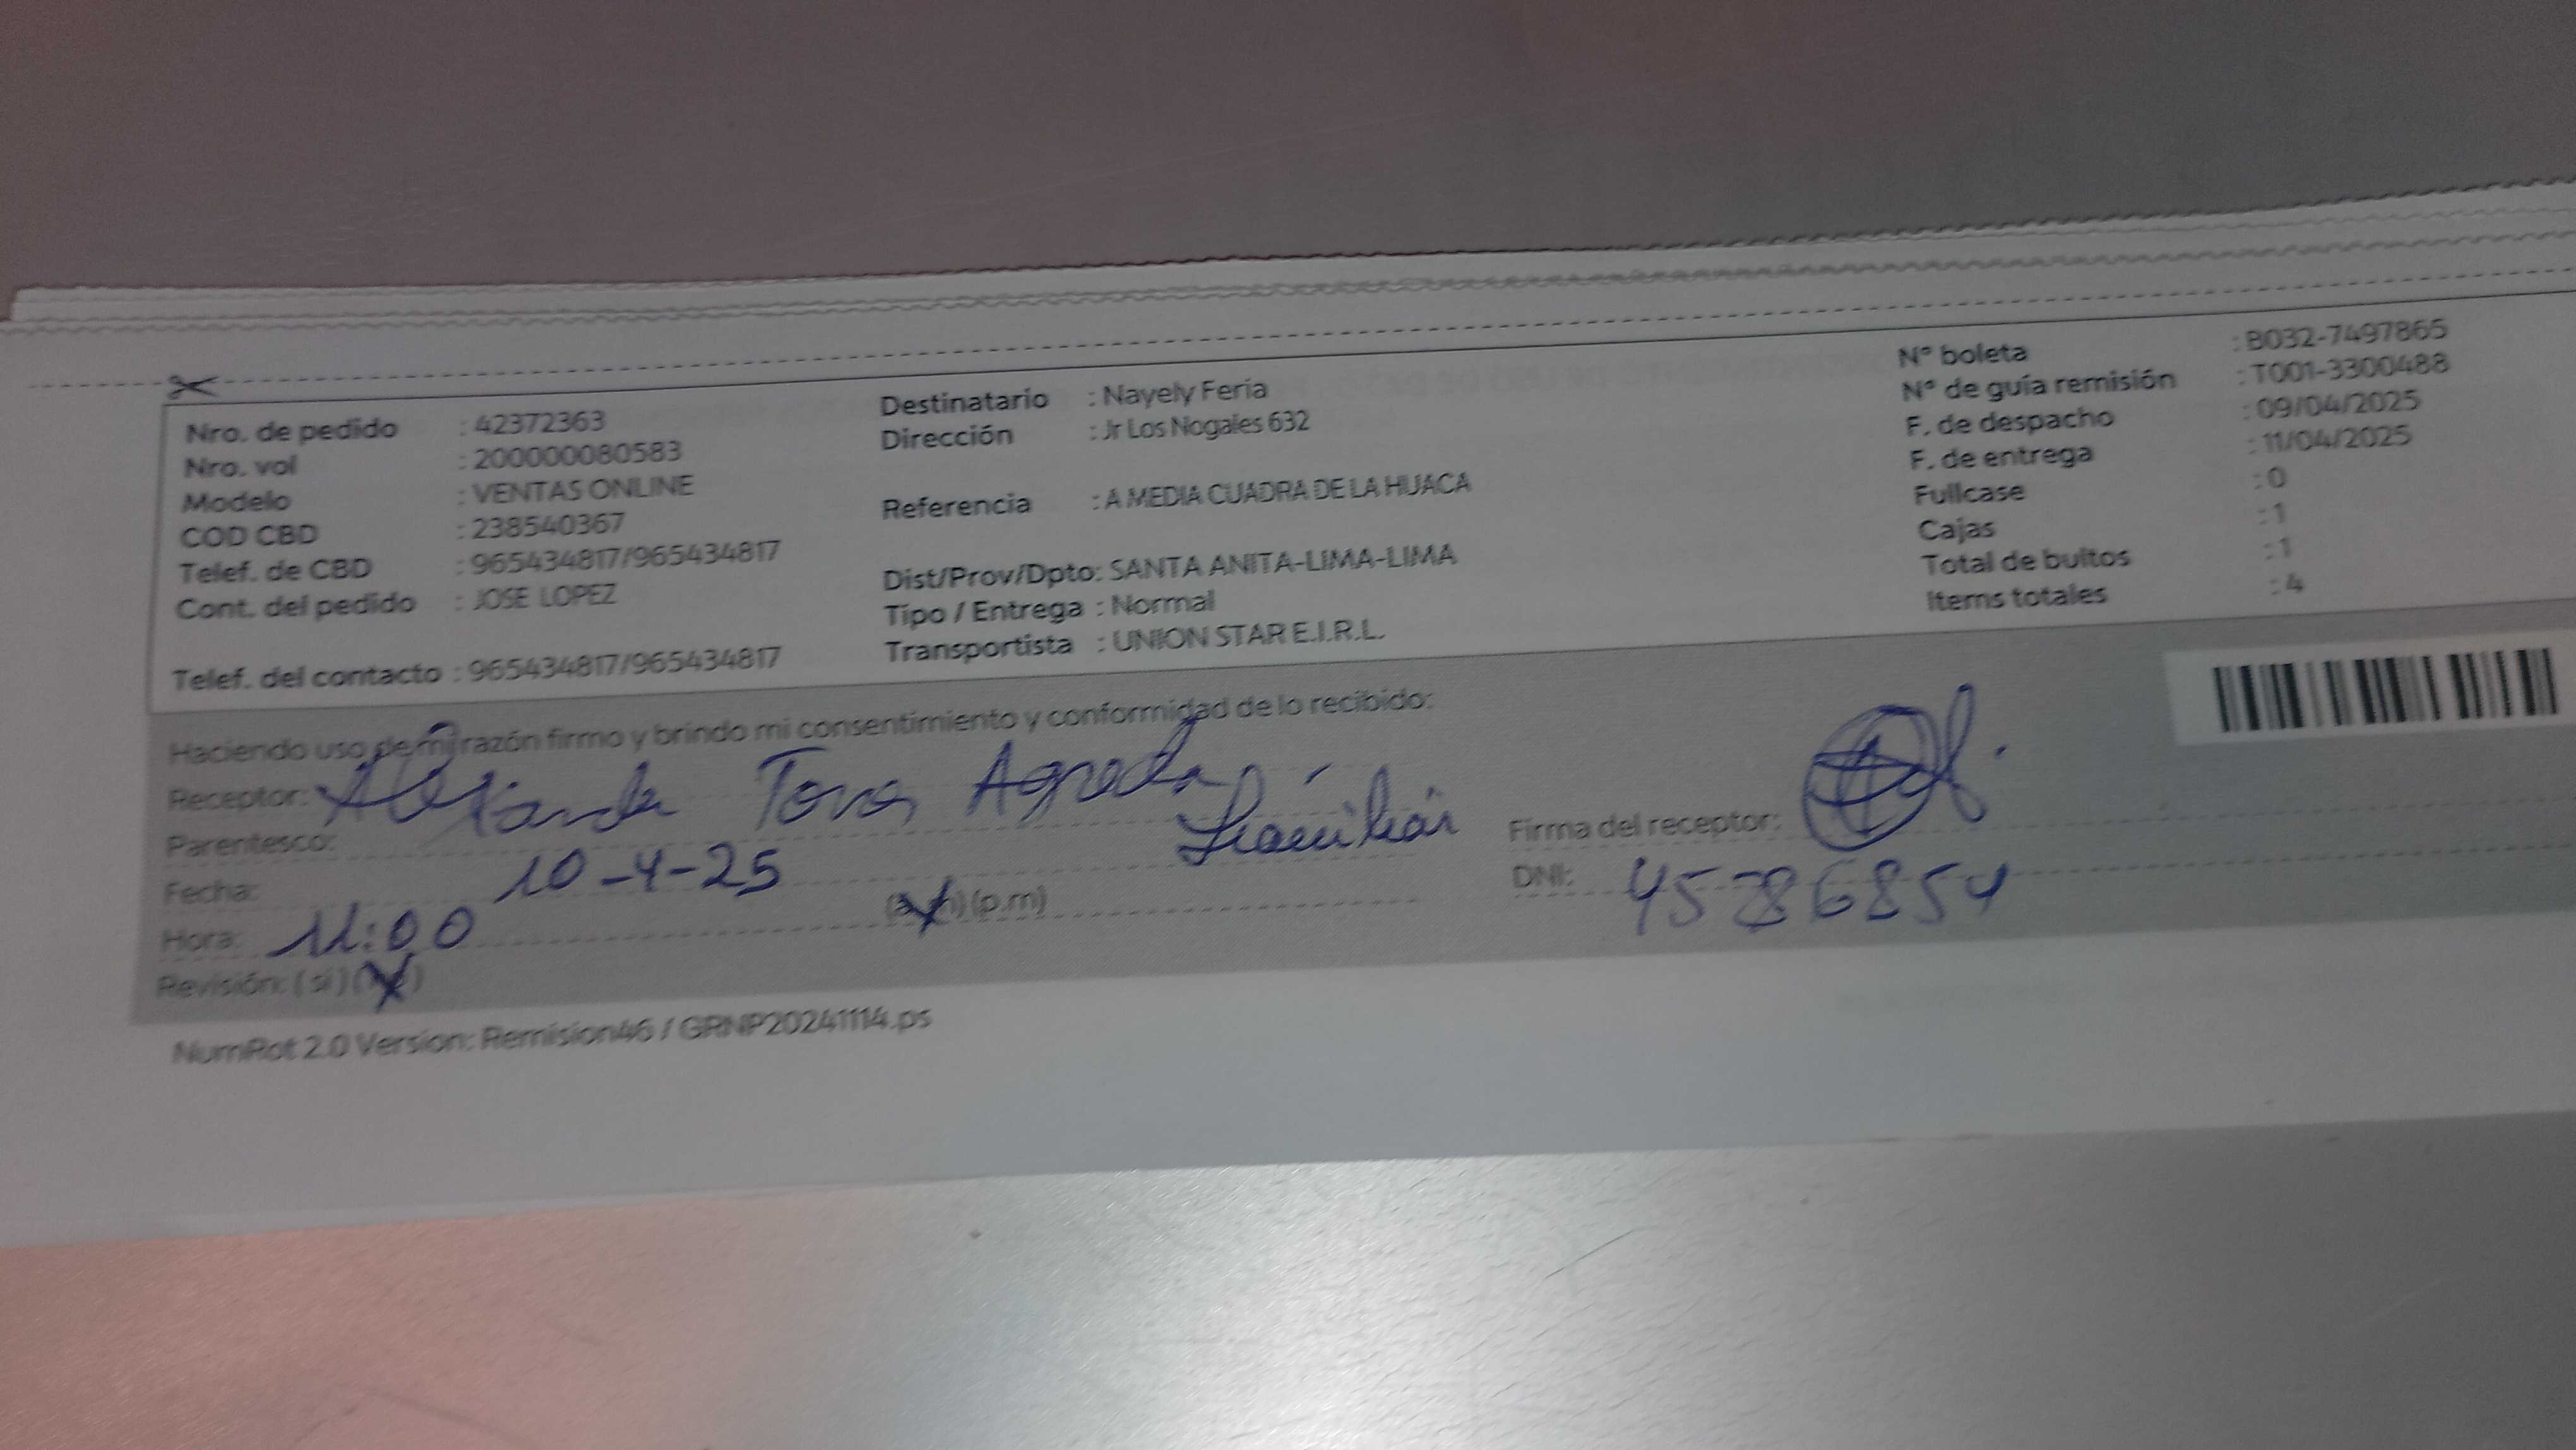 Nro. de pedido : 42372363
Nro. vol : 200000080583
Modelo : VENTAS ONLINE
COD CBD : 238540367
Telef. de CBD : 965434817/965434817
Cont. del pedido : JOSE LOPEZ
Telef. del contacto : 965434817/965434817
Destinatario : Nayely Feria
Dirección : Jr Los Nogales 632
Referencia : A MEDIA CUADRA DE LA HUACA
Dist/Prov/Dpto: SANTA ANITA-LIMA-LIMA
Tipo / Entrega : Normal
Transportista : UNION STAR E.I.R.L.
N° boleta : B032-7497865
N° de guía remisión : T001-3300488
F. de despacho : 09/04/2025
F. de entrega : 11/04/2025
Fullcase : 0
Cajas : 1
Total de bultos : 1
Items totales : 4
Haciendo uso de mi razón firmo y brindo mi consentimiento y conformidad de lo recibido:
Receptor: Agreda
Parentesco: familiar
Fecha: 10-4-25
Hora: 11:00 (a.m) (p.m)
Revisión: ( si ) ( )
Firma del receptor:
DNI:
NumRot 2.0 Version: Remision46 / GRNP20241114.ps